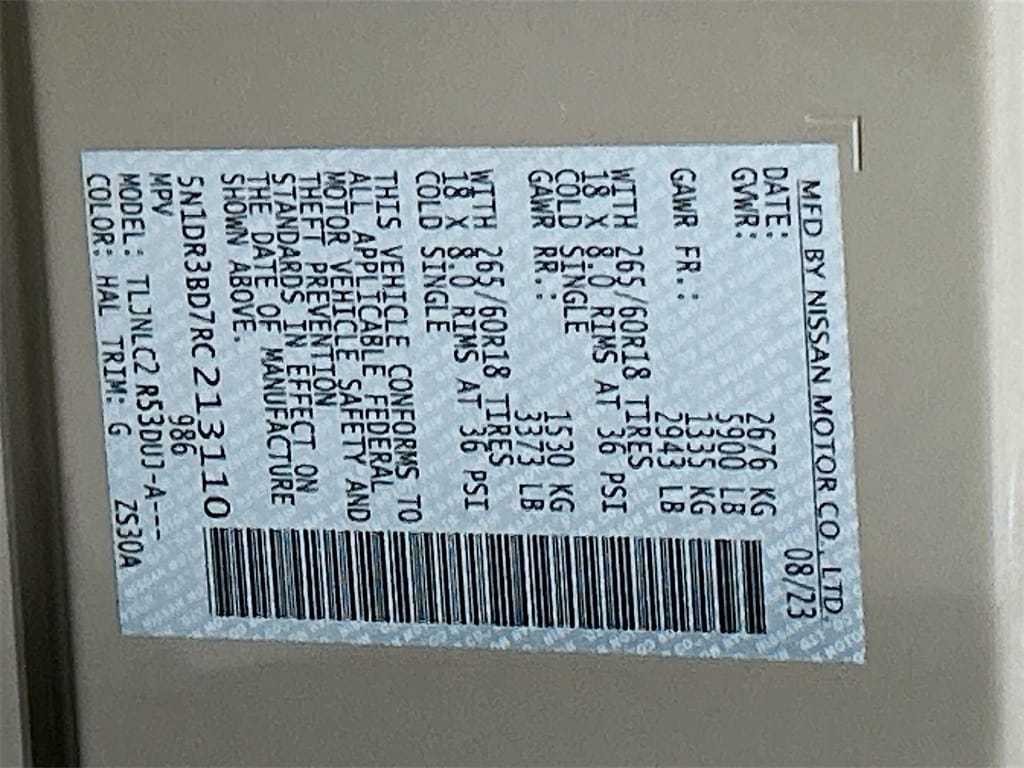 MFD BY NISSAN MOTOR CO., LTD.
DATE: 08/23
GVWR: 2676 KG
5900 LB
GAWR FR.: 1335 KG
2943 LB
WITH 265/60R18 TIRES
18 X 8.0 RIMS AT 36 PSI
COLD SINGLE
GAWR RR.: 1530 KG
3373 LB
WITH 265/60R18 TIRES
18 X 8.0 RIMS AT 36 PSI
COLD SINGLE
THIS VEHICLE CONFORMS TO
ALL APPLICABLE FEDERAL
MOTOR VEHICLE SAFETY AND
THEFT PREVENTION
STANDARDS IN EFFECT ON
THE DATE OF MANUFACTURE
SHOWN ABOVE.
5N1DR3BD7RC213110
MPV 986
MODEL: TLJNLC2 R53DUJ-A---
COLOR: HAL TRIM: G ZS30A